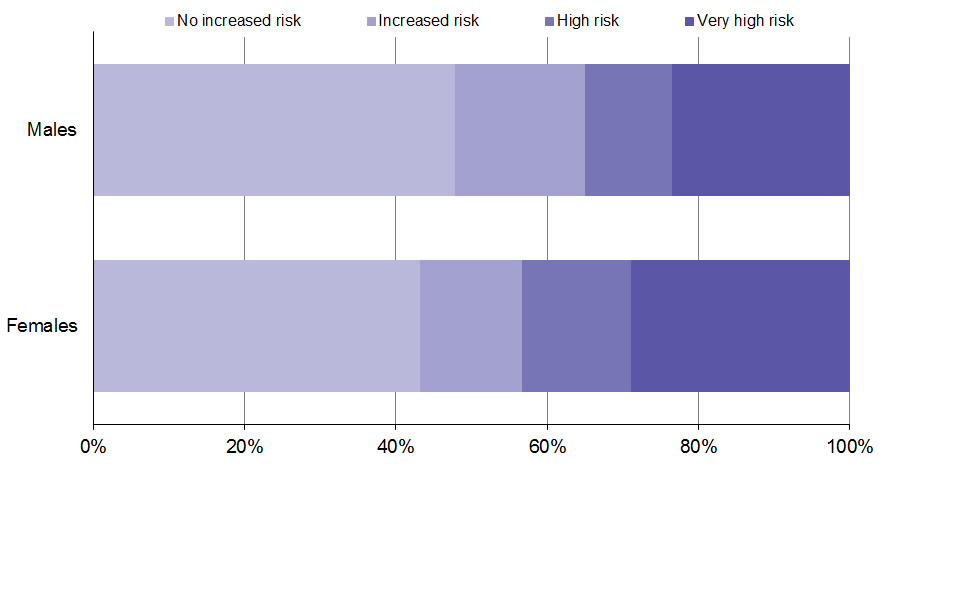 No increased risk Increased risk High risk Very high risk
Males
Females
0% 20% 40% 60% 80% 100%